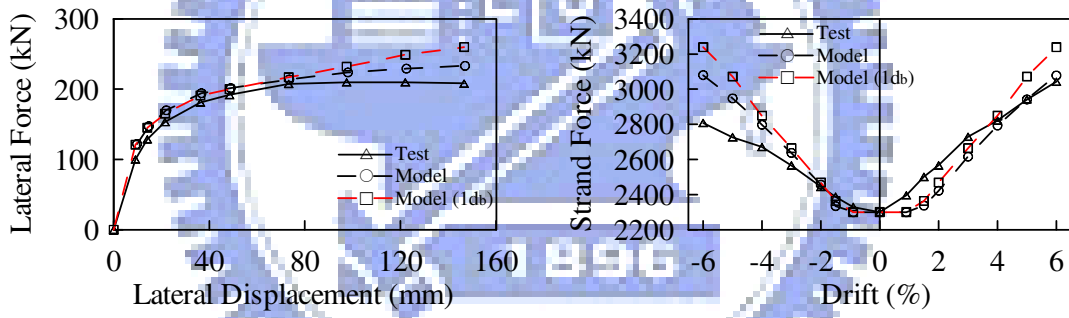 Lateral Force (kN)
300
200
100
0
Test
Model
Model (1db)
0 40 80 120 160
Lateral Displacement (mm)
Strand Force (kN)
3400
3200
3000
2800
2600
2400
2200
Test
Model
Model (1db)
-6 -4 -2 0 2 4 6
Drift (%)
1896